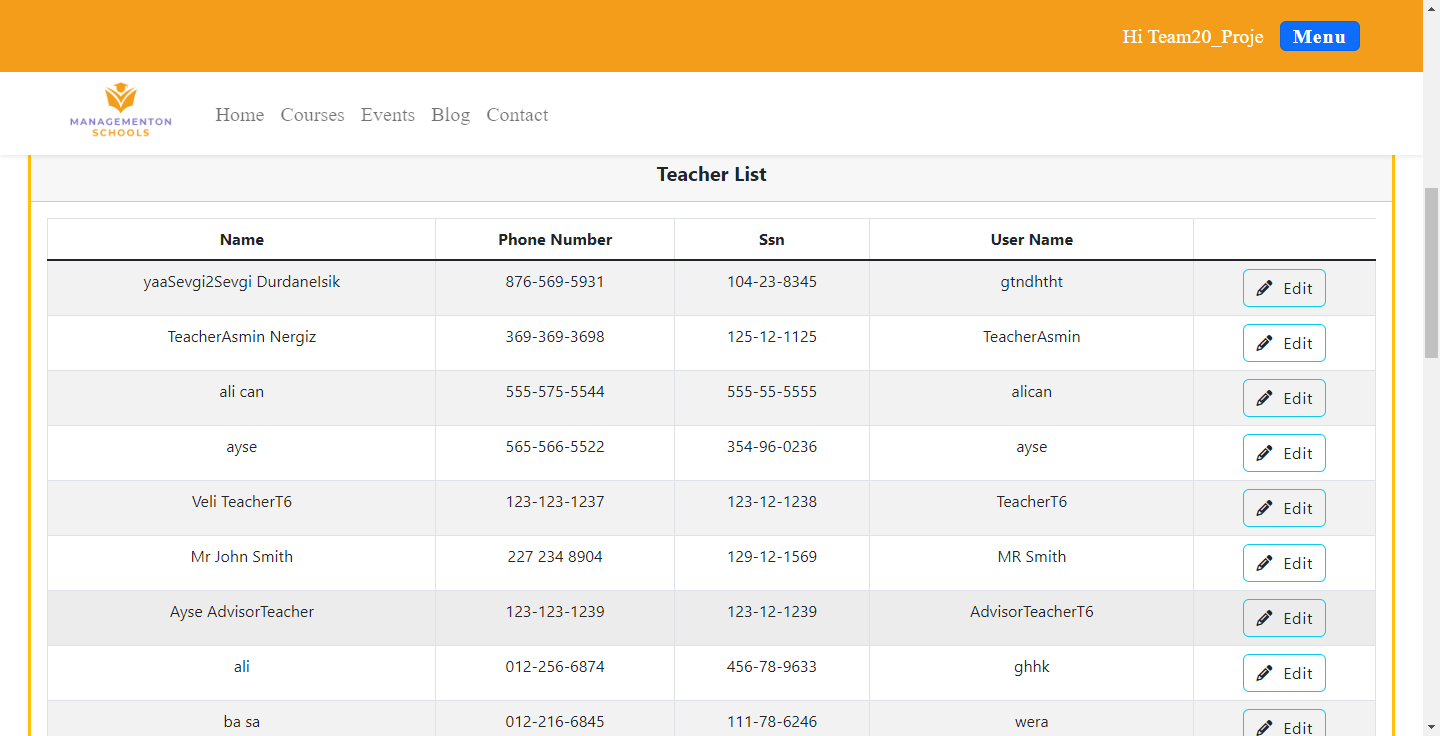 Hi Team20_Proje Menu
MANAGEMENTON
SCHOOLS
Home Courses Events Blog Contact
Teacher List
Name Phone Number Ssn User Name
yaaSevgi2Sevgi DurdaneIsik 876-569-5931 104-23-8345 gtndhtht Edit
TeacherAsmin Nergiz 369-369-3698 125-12-1125 TeacherAsmin Edit
ali can 555-575-5544 555-55-5555 alican Edit
ayse 565-566-5522 354-96-0236 ayse Edit
Veli TeacherT6 123-123-1237 123-12-1238 TeacherT6 Edit
Mr John Smith 227 234 8904 129-12-1569 MR Smith Edit
Ayse AdvisorTeacher 123-123-1239 123-12-1239 AdvisorTeacherT6 Edit
ali 012-256-6874 456-78-9633 ghhk Edit
ba sa 012-216-6845 111-78-6246 wera Edit